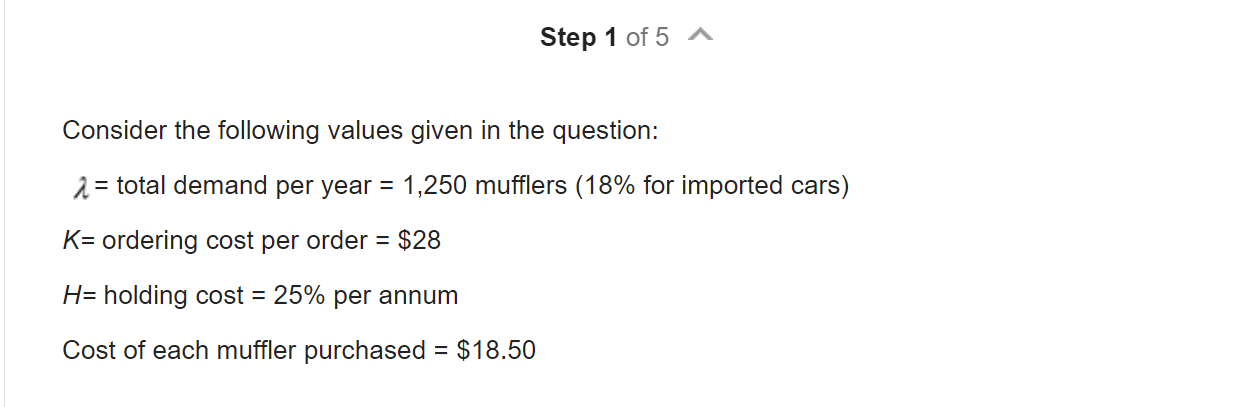 Step 1 of 5
Consider the following values given in the question:
λ= total demand per year = 1,250 mufflers (18% for imported cars)
K= ordering cost per order = $28
H= holding cost = 25% per annum
Cost of each muffler purchased = $18.50